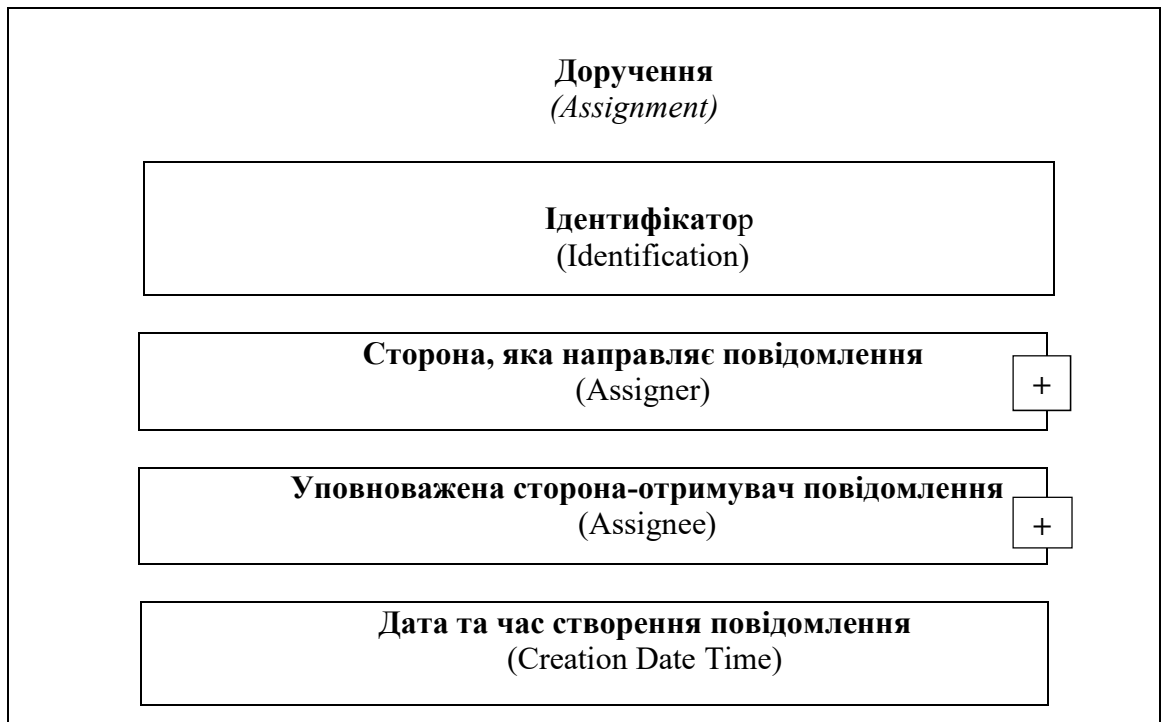 Доручення
(Assignment)
Ідентифікатор
(Identification)
Сторона, яка направляє повідомлення
(Assigner)
+
Уповноважена сторона-отримувач повідомлення
(Assignee)
+
Дата та час створення повідомлення
(Creation Date Time)